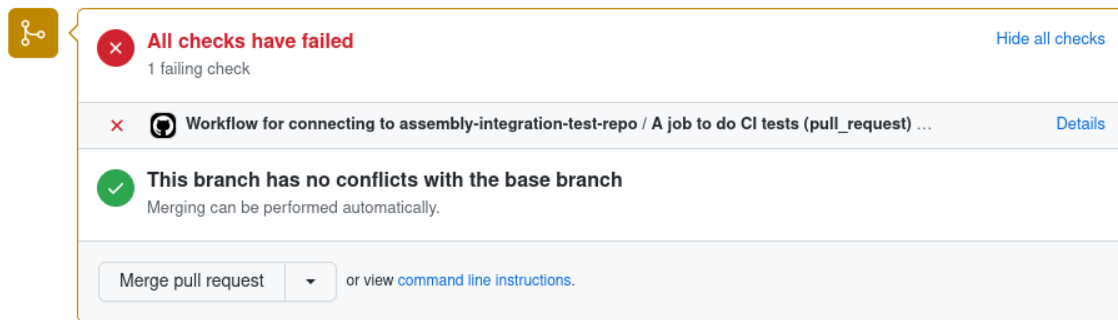 All checks have failed
Hide all checks
1 failing check
Workflow for connecting to assembly-integration-test-repo / A job to do CI tests (pull_request) ...
Details
This branch has no conflicts with the base branch
Merging can be performed automatically.
Merge pull request
or view command line instructions.